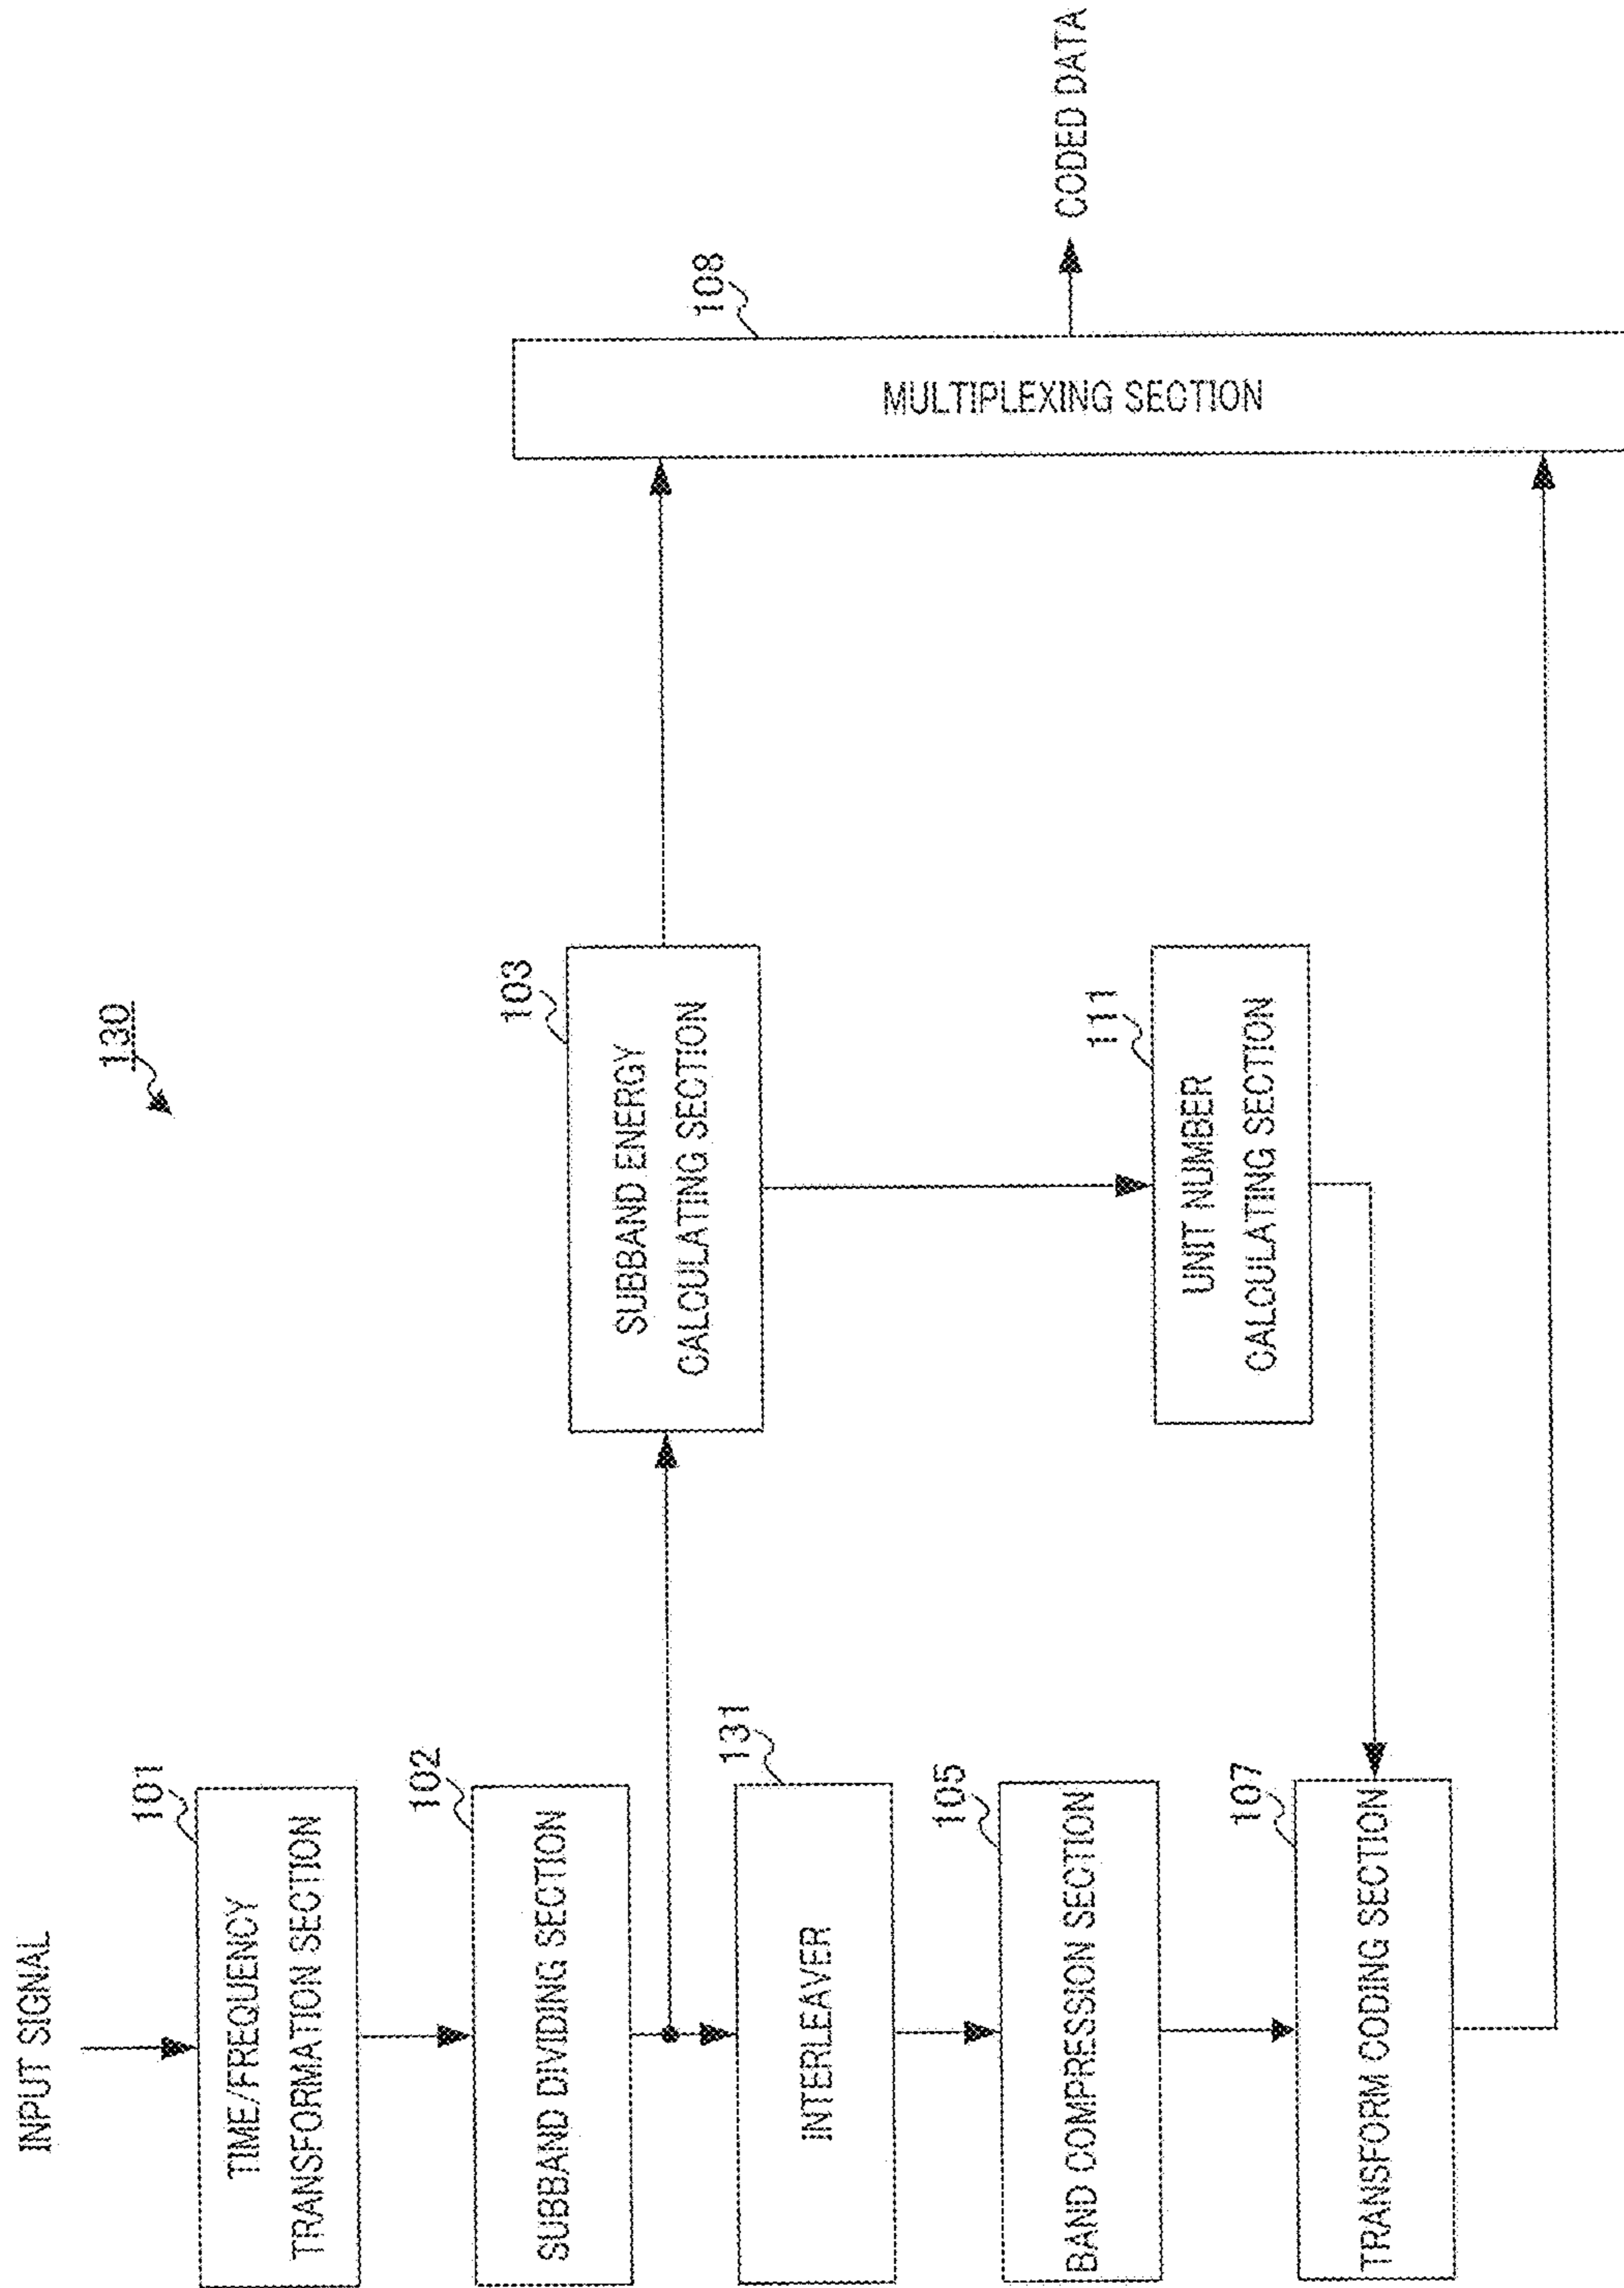 130
INPUT SIGNAL
101
TIME/FREQUENCY
TRANSFORMATION SECTION
102
SUBBAND DIVIDING SECTION
103
SUBBAND ENERGY
CALCULATING SECTION
131
INTERLEAVER
105
BAND COMPRESSION SECTION
111
UNIT NUMBER
CALCULATING SECTION
107
TRANSFORM CODING SECTION
108
MULTIPLEXING SECTION
CODED DATA